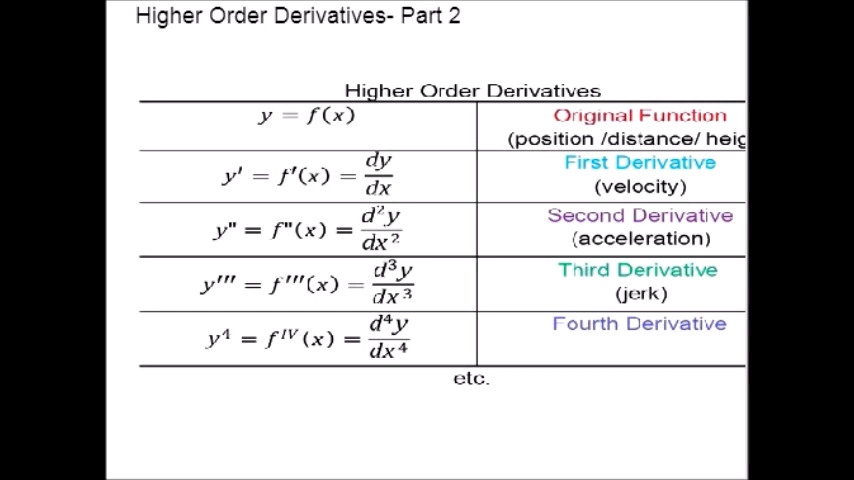 Higher Order Derivatives- Part 2
Higher Order Derivatives
y = f(x)
Original Function
(position /distance/ heig
y' = f'(x) = dy/dx
First Derivative
(velocity)
y" = f"(x) = d²y/dx²
Second Derivative
(acceleration)
y''' = f'''(x) = d³y/dx³
Third Derivative
(jerk)
y⁴ = f^IV(x) = d⁴y/dx⁴
Fourth Derivative
etc.